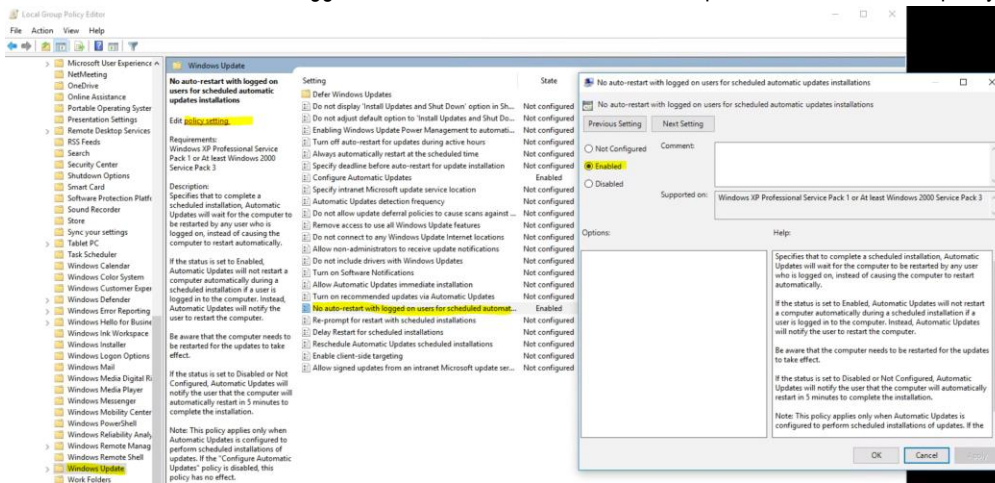 Local Group Policy Editor
File Action View Help
Microsoft User Experience
NetMeeting
OneDrive
Online Assistance
Portable Operating Syster
Presentation Settings
Remote Desktop Services
RSS Feeds
Search
Security Center
Shutdown Options
Smart Card
Software Protection Platfo
Sound Recorder
Store
Sync your settings
Tablet PC
Task Scheduler
Windows Calendar
Windows Color System
Windows Customer Exper
Windows Defender
Windows Error Reporting
Windows Hello for Busine
Windows Ink Workspace
Windows Installer
Windows Logon Options
Windows Mail
Windows Media Digital Ri
Windows Media Player
Windows Messenger
Windows Mobility Center
Windows PowerShell
Windows Reliability Analy
Windows Remote Manag
Windows Remote Shell
Windows Update
Work Folders
Windows Update
No auto-restart with logged on
users for scheduled automatic
updates installations
Edit policy setting
Requirements:
Windows XP Professional Service
Pack 1 or At least Windows 2000
Service Pack 3
Description:
Specifies that to complete a
scheduled installation, Automatic
Updates will wait for the computer to
be restarted by any user who is
logged on, instead of causing the
computer to restart automatically.
If the status is set to Enabled,
Automatic Updates will not restart a
computer automatically during a
scheduled installation if a user is
logged in to the computer. Instead,
Automatic Updates will notify the
user to restart the computer.
Be aware that the computer needs to
be restarted for the updates to take
effect.
If the status is set to Disabled or Not
Configured, Automatic Updates will
notify the user that the computer will
automatically restart in 5 minutes to
complete the installation.
Note: This policy applies only when
Automatic Updates is configured to
perform scheduled installations of
updates. If the "Configure Automatic
Updates" policy is disabled, this
policy has no effect.
Setting State
Defer Windows Updates
Do not display 'Install Updates and Shut Down' option in Sh... Not configured
Do not adjust default option to 'Install Updates and Shut Do... Not configured
Enabling Windows Update Power Management to automati... Not configured
Turn off auto-restart for updates during active hours Not configured
Always automatically restart at the scheduled time Not configured
Specify deadline before auto-restart for update installation Not configured
Configure Automatic Updates Enabled
Specify intranet Microsoft update service location Not configured
Automatic Updates detection frequency Not configured
Do not allow update deferral policies to cause scans against ... Not configured
Remove access to use all Windows Update features Not configured
Do not connect to any Windows Update Internet locations Not configured
Allow non-administrators to receive update notifications Not configured
Do not include drivers with Windows Updates Not configured
Turn on Software Notifications Not configured
Allow Automatic Updates immediate installation Not configured
Turn on recommended updates via Automatic Updates Not configured
No auto-restart with logged on users for scheduled automat... Enabled
Re-prompt for restart with scheduled installations Not configured
Delay Restart for scheduled installations Not configured
Reschedule Automatic Updates scheduled installations Not configured
Enable client-side targeting Not configured
Allow signed updates from an intranet Microsoft update ser... Not configured
No auto-restart with logged on users for scheduled automatic updates installations
No auto-restart with logged on users for scheduled automatic updates installations
Previous Setting Next Setting
Not Configured Comment:
Enabled
Disabled
Supported on: Windows XP Professional Service Pack 1 or At least Windows 2000 Service Pack 3
Options: Help:
Specifies that to complete a scheduled installation, Automatic
Updates will wait for the computer to be restarted by any user
who is logged on, instead of causing the computer to restart
automatically.
If the status is set to Enabled, Automatic Updates will not restart
a computer automatically during a scheduled installation if a
user is logged in to the computer. Instead, Automatic Updates
will notify the user to restart the computer.
Be aware that the computer needs to be restarted for the updates
to take effect.
If the status is set to Disabled or Not Configured, Automatic
Updates will notify the user that the computer will automatically
restart in 5 minutes to complete the installation.
Note: This policy applies only when Automatic Updates is
configured to perform scheduled installations of updates. If the
OK Cancel Apply